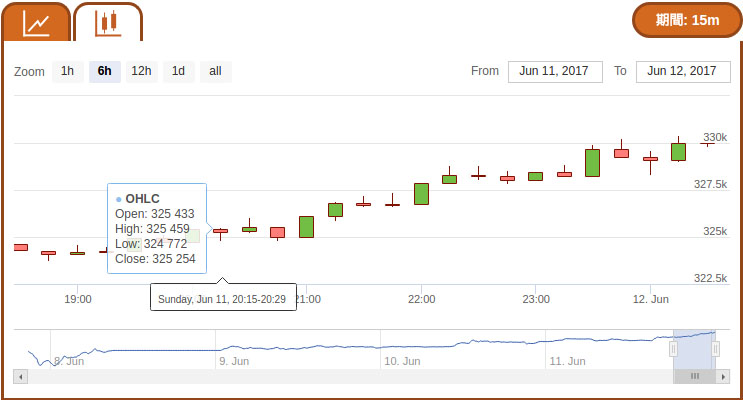 期間: 15m
Zoom 1h 6h 12h 1d all From Jun 11, 2017 To Jun 12, 2017
330k
327.5k
OHLC
Open: 325 433
High: 325 459
Low: 324 772
Close: 325 254
325k
322.5k
Sunday, Jun 11, 20:15-20:29
19:00 21:00 22:00 23:00 12. Jun
8. Jun 9. Jun 10. Jun 11. Jun